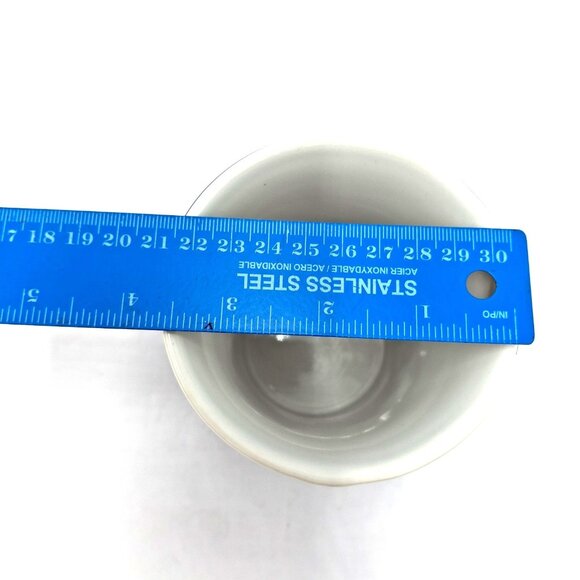 7 18 19 20 21 22 23 24 25 26 27 28 29 30
STAINLESS STEEL
ACIER INOXYDABLE / ACERO INOXIDABLE
5 4 3 2 1 IN/PO